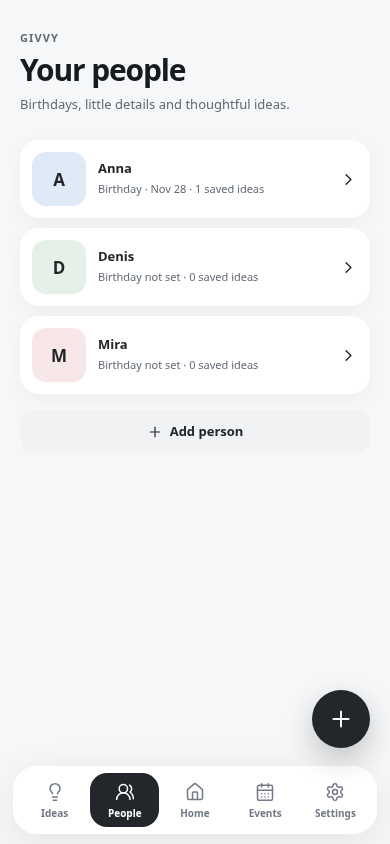 GIVVY
Your people
Birthdays, little details and thoughtful ideas.
A
Anna
Birthday · Nov 28 · 1 saved ideas
D
Denis
Birthday not set · 0 saved ideas
M
Mira
Birthday not set · 0 saved ideas
Add person
Ideas
People
Home
Events
Settings